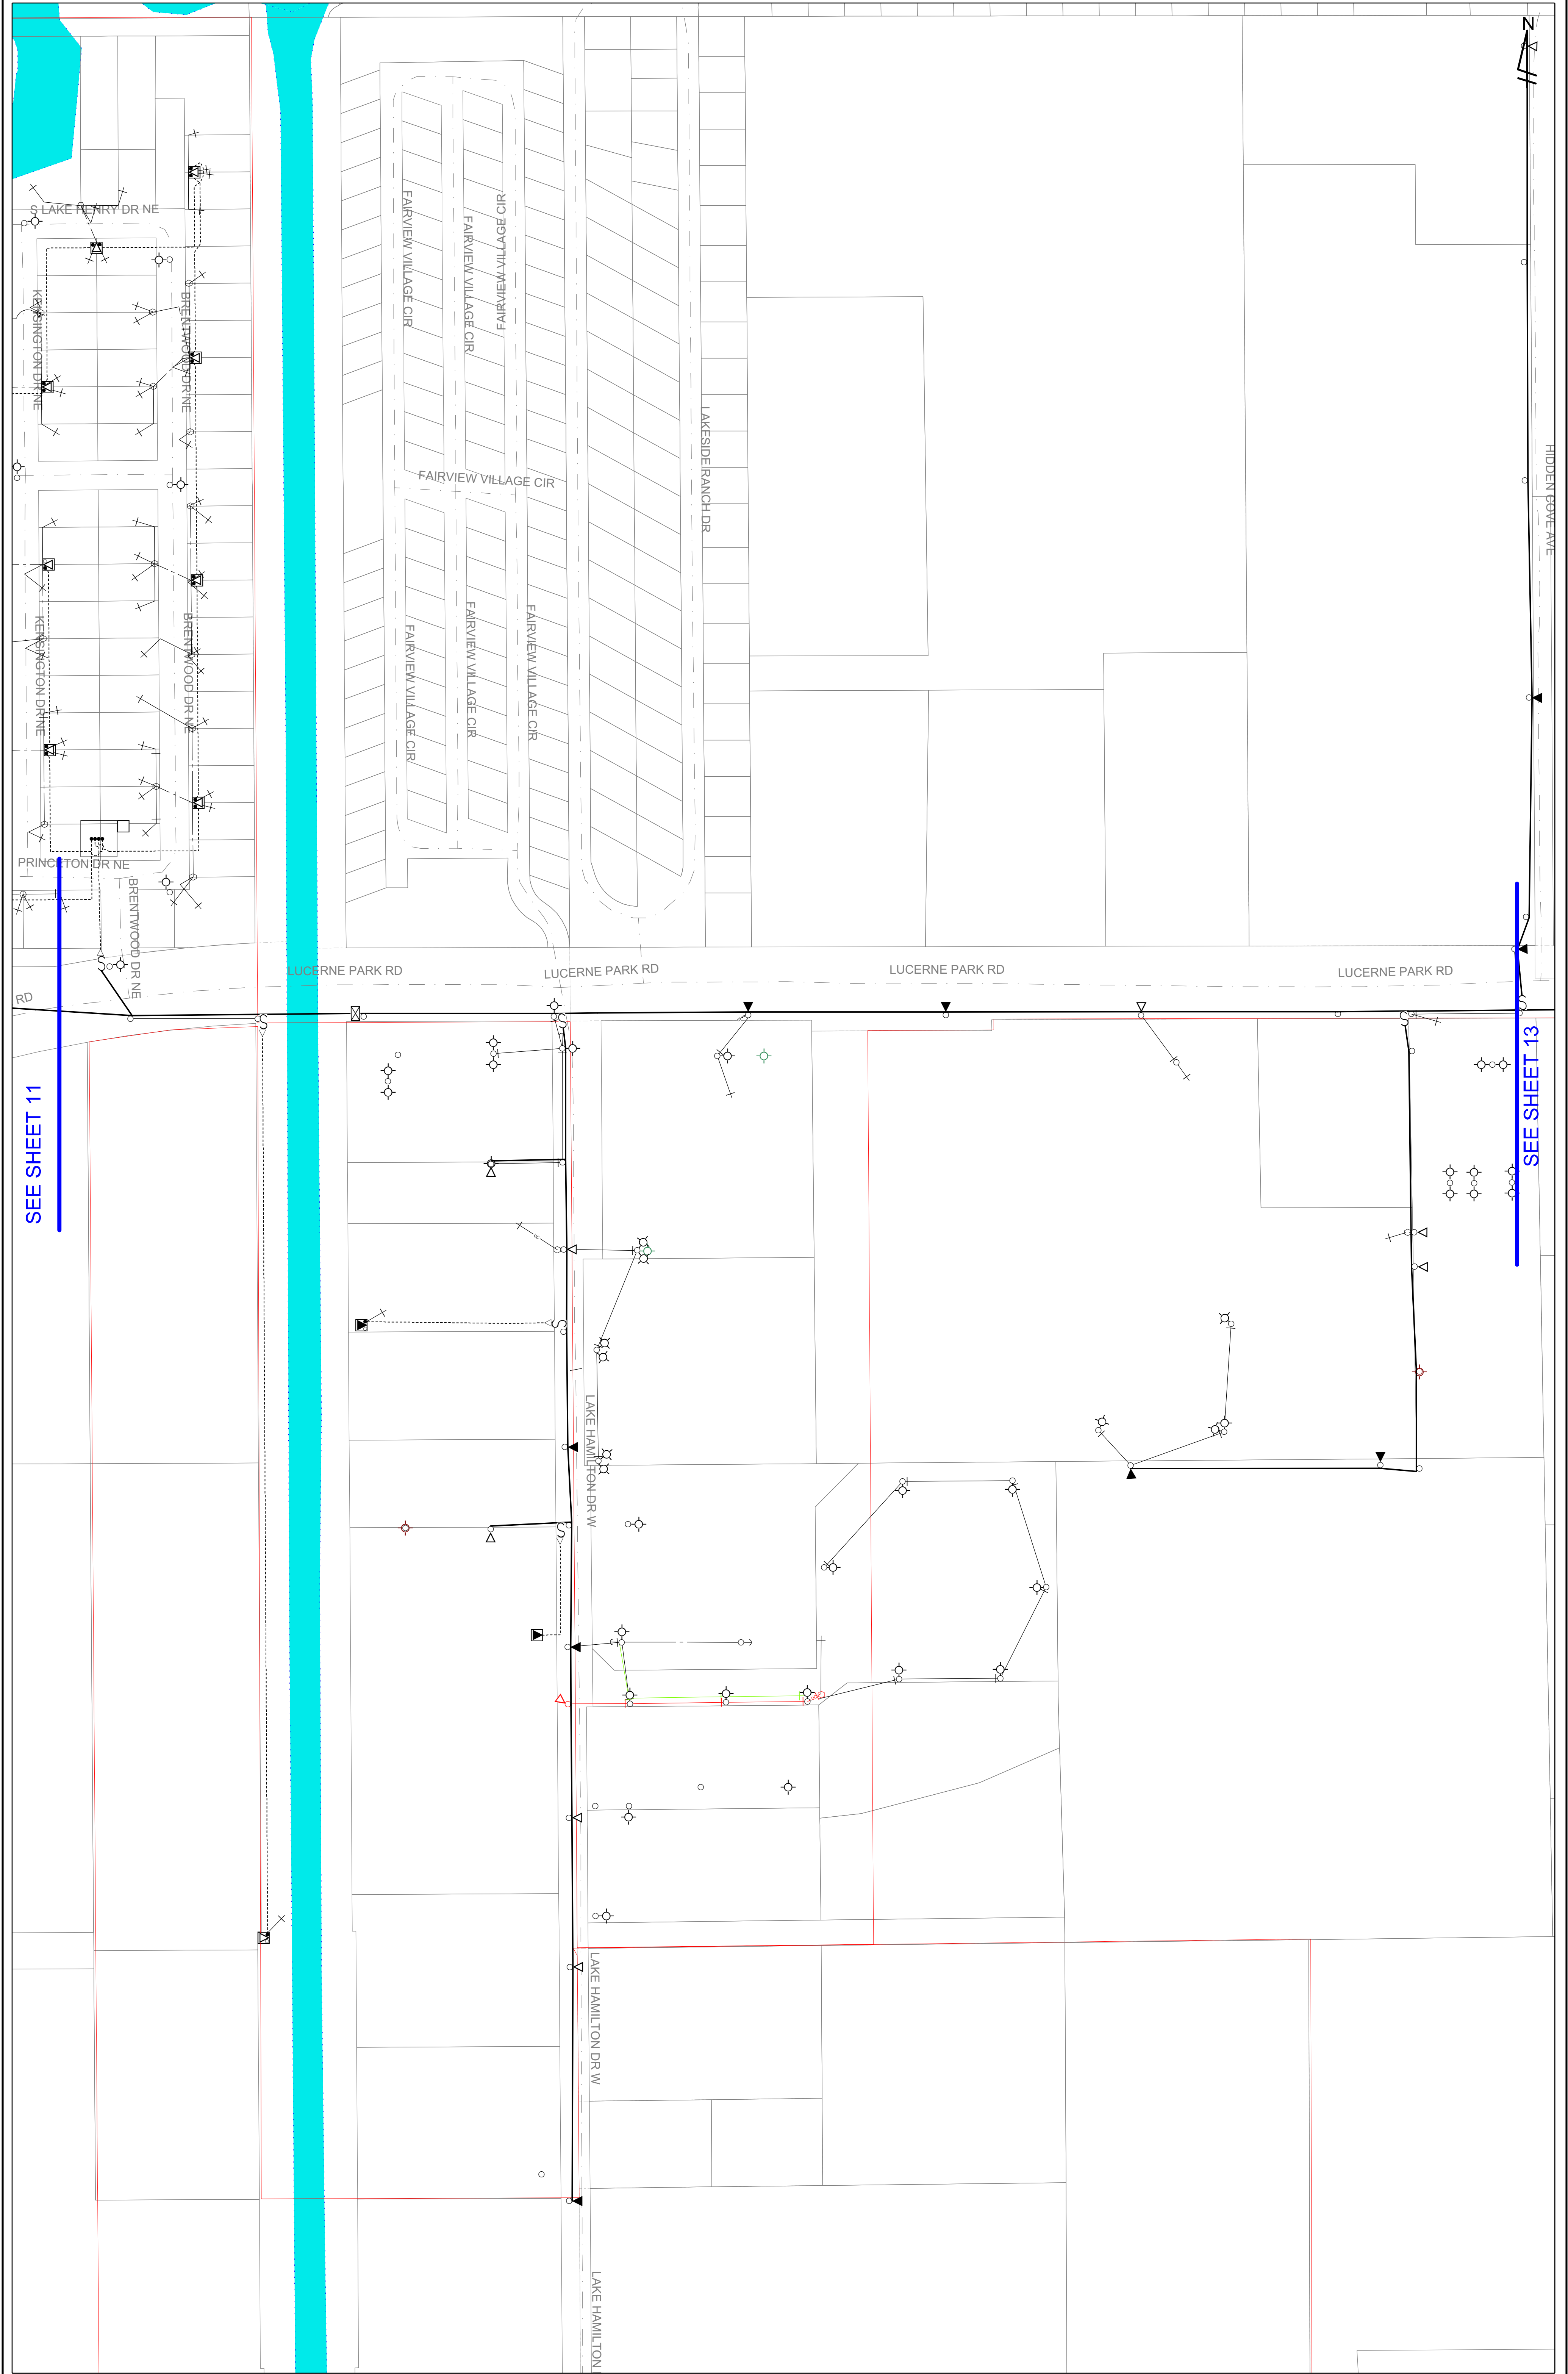 N
S LAKE HENRY DR NE
KENSINGTON DR NE
BRENTWOOD DR NE
FAIRVIEW VILLAGE CIR
FAIRVIEW VILLAGE CIR
FAIRVIEW VILLAGE CIR
LAKESIDE RANCH DR
HIDDEN COVE AVE
FAIRVIEW VILLAGE CIR
KENSINGTON DR NE
BRENTWOOD DR NE
FAIRVIEW VILLAGE CIR
FAIRVIEW VILLAGE CIR
FAIRVIEW VILLAGE CIR
PRINCETON DR NE
BRENTWOOD DR NE
RD
LUCERNE PARK RD
LUCERNE PARK RD
LUCERNE PARK RD
LUCERNE PARK RD
S
S
S
S
S
SEE SHEET 11
SEE SHEET 13
S
LAKE HAMILTON DR W
S
LAKE HAMILTON DR W
LAKE HAMILTON